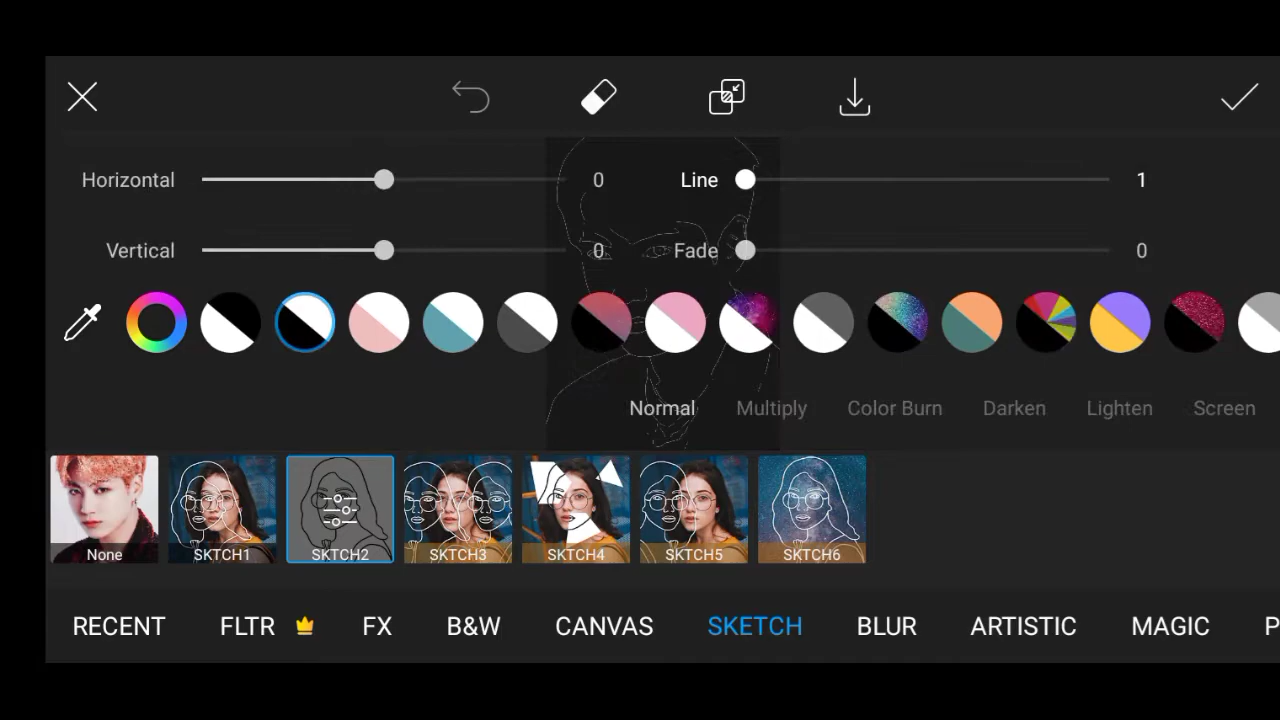 Horizontal 0 Line 1
Vertical 0 Fade 0
Normal Multiply Color Burn Darken Lighten Screen
None SKTCH1 SKTCH2 SKTCH3 SKTCH4 SKTCH5 SKTCH6
RECENT FLTR FX B&W CANVAS SKETCH BLUR ARTISTIC MAGIC P